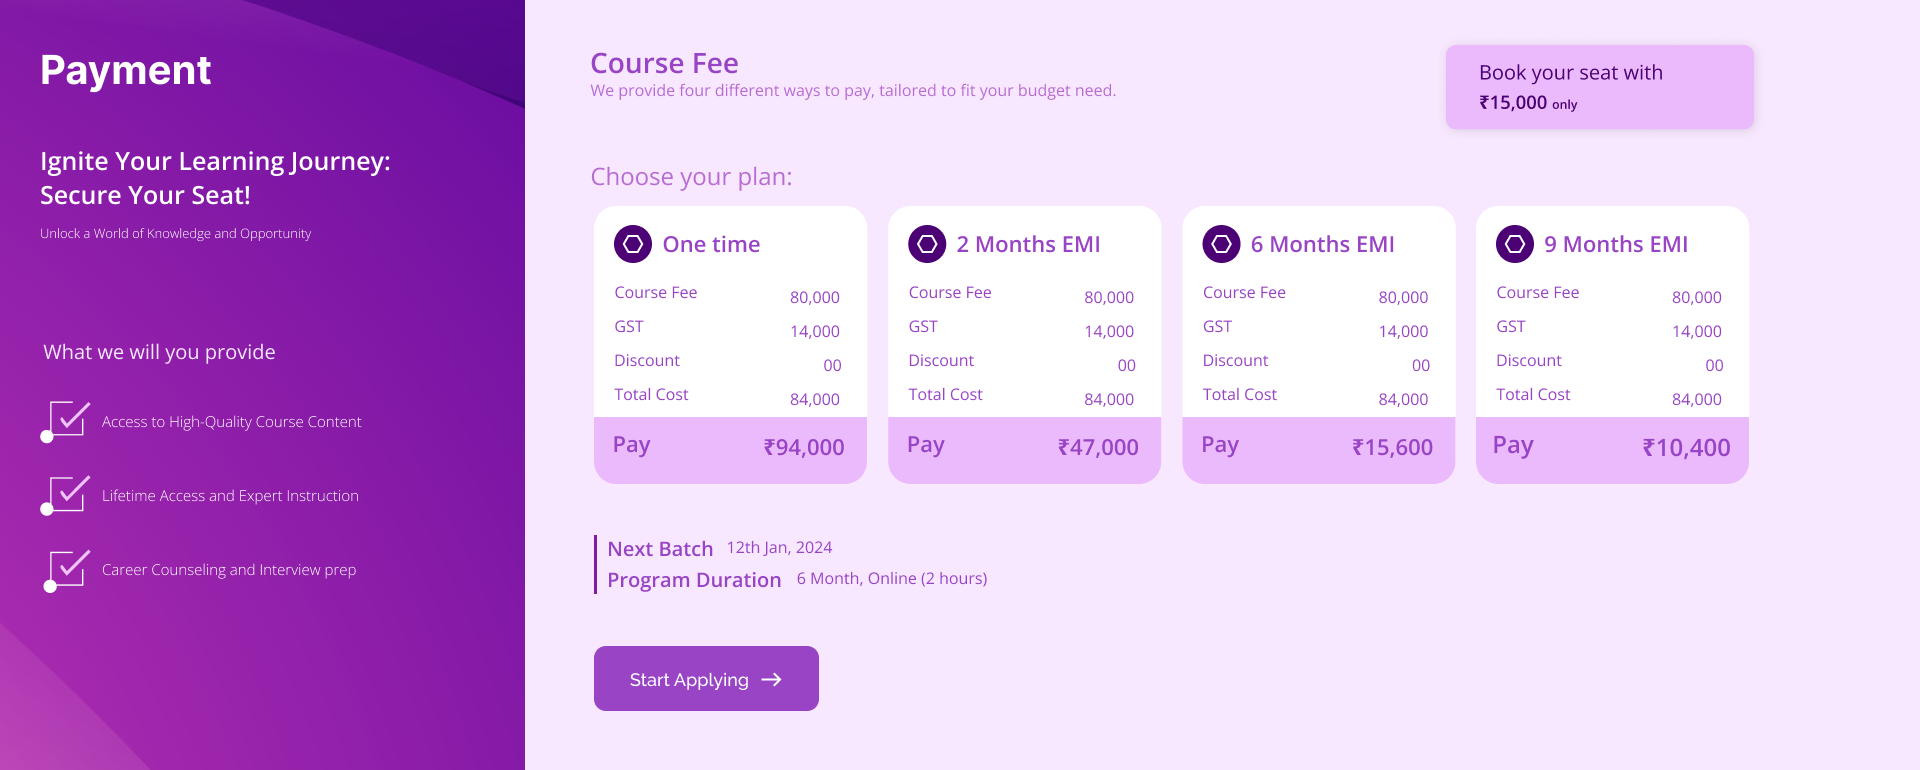 Payment
Ignite Your Learning Journey:
Secure Your Seat!
Unlock a World of Knowledge and Opportunity
What we will you provide
Access to High-Quality Course Content
Lifetime Access and Expert Instruction
Career Counseling and Interview prep
Course Fee
We provide four different ways to pay, tailored to fit your budget need.
Book your seat with
₹15,000 only
Choose your plan:
One time
Course Fee 80,000
GST 14,000
Discount 00
Total Cost 84,000
Pay ₹94,000
2 Months EMI
Course Fee 80,000
GST 14,000
Discount 00
Total Cost 84,000
Pay ₹47,000
6 Months EMI
Course Fee 80,000
GST 14,000
Discount 00
Total Cost 84,000
Pay ₹15,600
9 Months EMI
Course Fee 80,000
GST 14,000
Discount 00
Total Cost 84,000
Pay ₹10,400
Next Batch 12th Jan, 2024
Program Duration 6 Month, Online (2 hours)
Start Applying